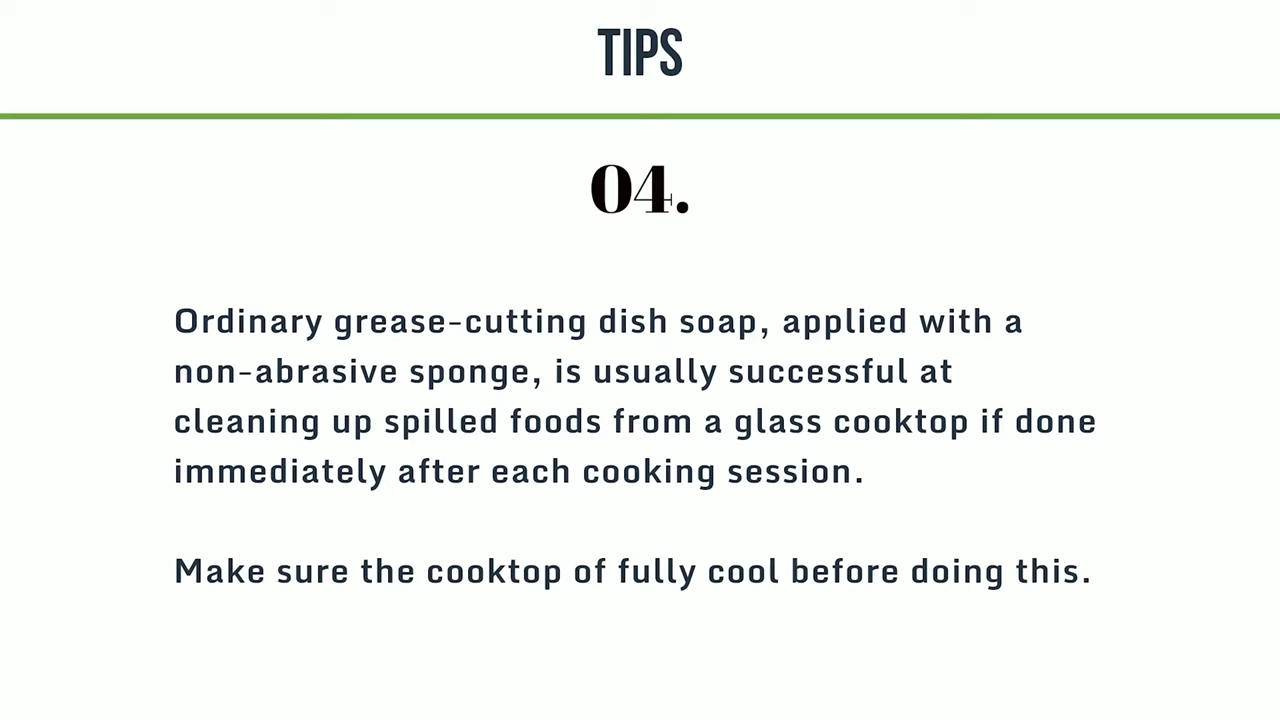 TIPS
04.
Ordinary grease-cutting dish soap, applied with a
non-abrasive sponge, is usually successful at
cleaning up spilled foods from a glass cooktop if done
immediately after each cooking session.
Make sure the cooktop of fully cool before doing this.